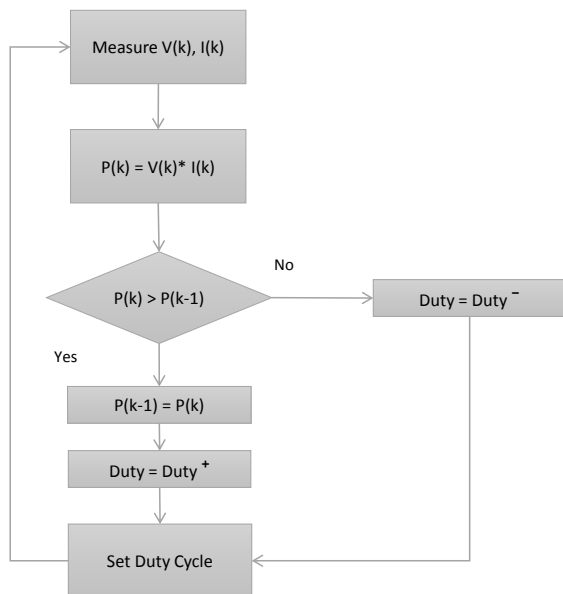 Measure V(k), I(k)
P(k) = V(k)* I(k)
P(k) > P(k-1)
No
Duty = Duty⁻
Yes
P(k-1) = P(k)
Duty = Duty⁺
Set Duty Cycle